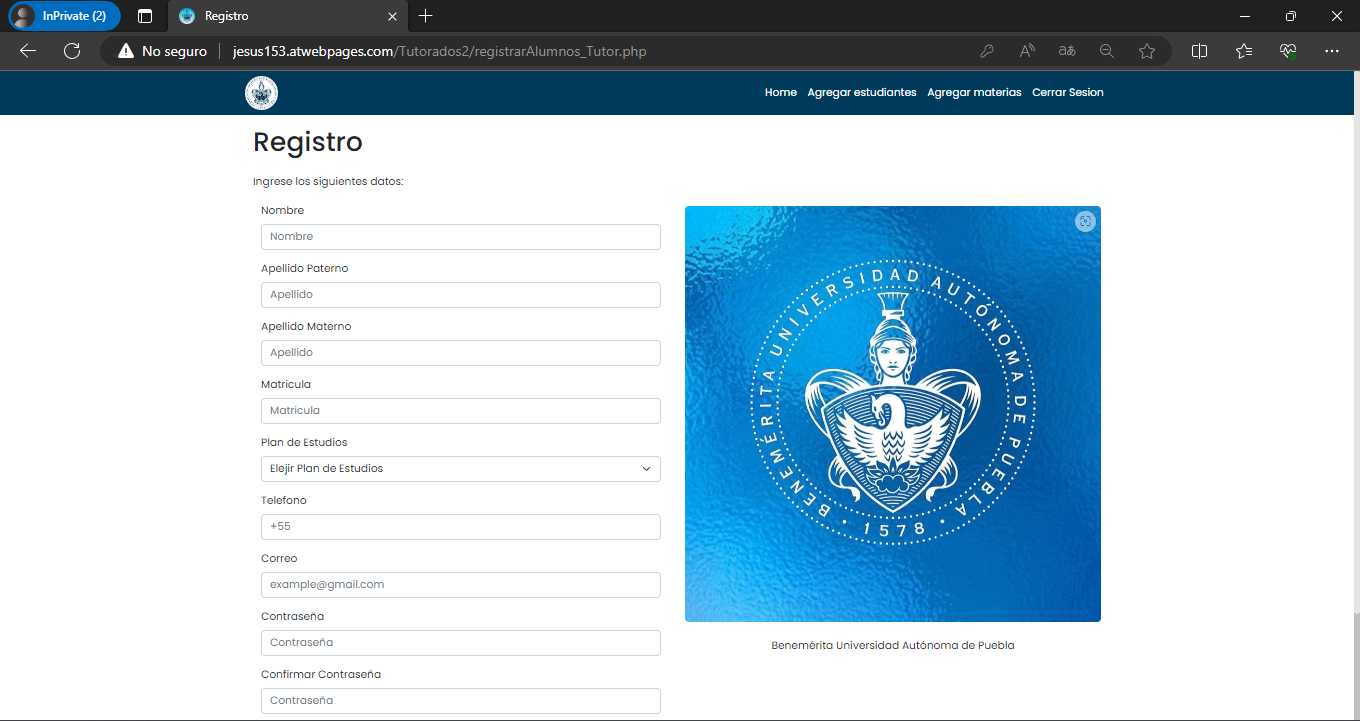 InPrivate (2)
Registro
No seguro
jesus153.atwebpages.com/Tutorados2/registrarAlumnos_Tutor.php
Home Agregar estudiantes Agregar materias Cerrar Sesion
Registro
Ingrese los siguientes datos:
Nombre
Nombre
Apellido Paterno
Apellido
Apellido Materno
Apellido
Matricula
Matricula
Plan de Estudios
Elejir Plan de Estudios
Telefono
+55
Correo
example@gmail.com
Contraseña
Contraseña
Confirmar Contraseña
Contraseña
BENEMÉRITA UNIVERSIDAD AUTÓNOMA DE PUEBLA
• 1578 •
Benemérita Universidad Autónoma de Puebla